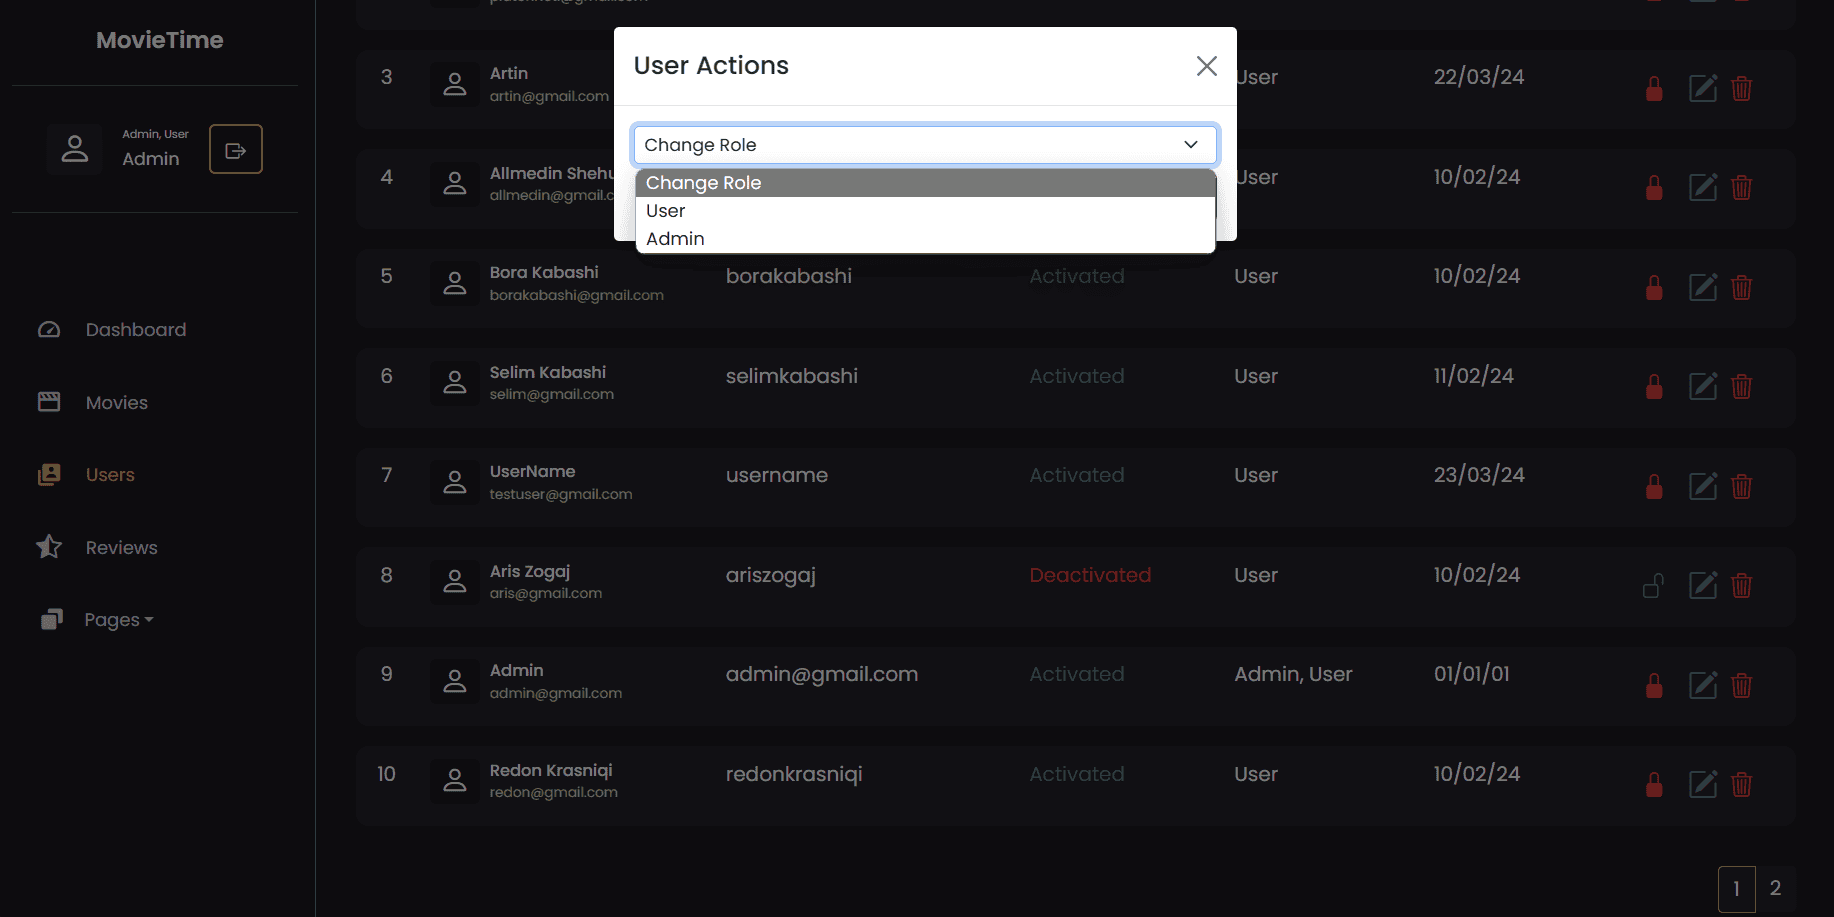 MovieTime
Admin, User
Admin
Dashboard
Movies
Users
Reviews
Pages
User Actions
Change Role
Change Role
User
Admin
3 Artin User 22/03/24
artin@gmail.com
4 Allmedin Shehu User 10/02/24
allmedin@gmail.c
5 Bora Kabashi borakabashi Activated User 10/02/24
borakabashi@gmail.com
6 Selim Kabashi selimkabashi Activated User 11/02/24
selim@gmail.com
7 UserName username Activated User 23/03/24
testuser@gmail.com
8 Aris Zogaj ariszogaj Deactivated User 10/02/24
aris@gmail.com
9 Admin admin@gmail.com Activated Admin, User 01/01/01
admin@gmail.com
10 Redon Krasniqi redonkrasniqi Activated User 10/02/24
redon@gmail.com
1 2